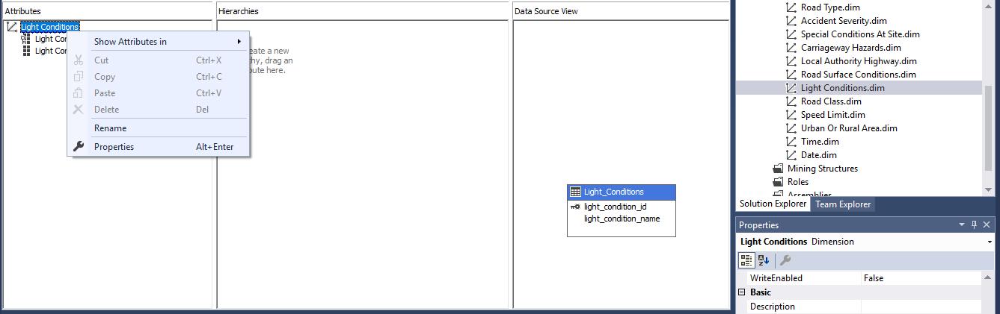 Attributes
Light Conditions
Light Con
Light Con
Show Attributes in
Cut Ctrl+X
Copy Ctrl+C
Paste Ctrl+V
Delete Del
Rename
Properties Alt+Enter
Hierarchies
eate a new
hy, drag an
bute here.
Data Source View
Light_Conditions
light_condition_id
light_condition_name
Road Type.dim
Accident Severity.dim
Special Conditions At Site.dim
Carriageway Hazards.dim
Local Authority Highway.dim
Road Surface Conditions.dim
Light Conditions.dim
Road Class.dim
Speed Limit.dim
Urban Or Rural Area.dim
Time.dim
Date.dim
Mining Structures
Roles
Assemblies
Solution Explorer Team Explorer
Properties
Light Conditions Dimension
WriteEnabled False
Basic
Description